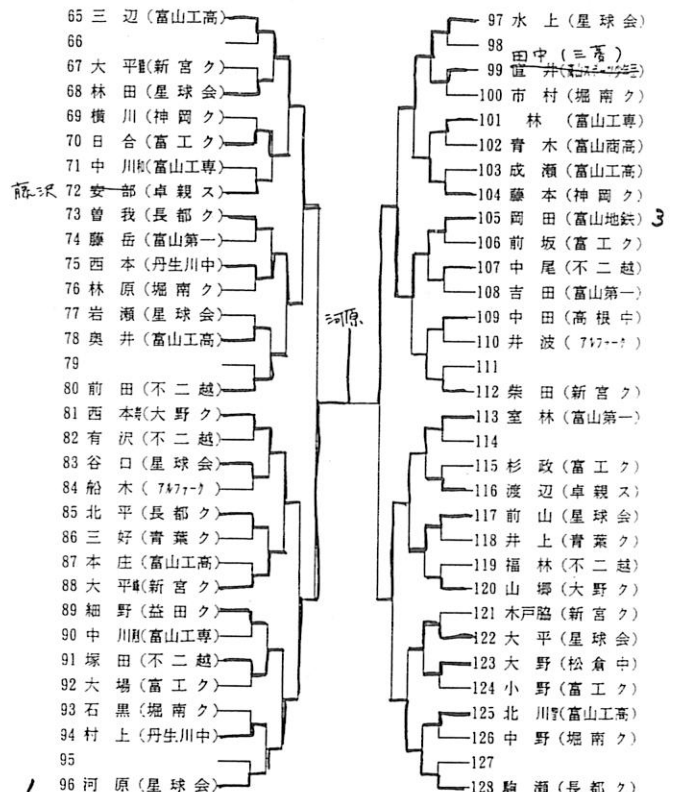 65 三 辺 (富山工高)
66
67 大 平 (新宮ク)
68 林 田 (星球会)
69 横 川 (神岡ク)
70 日 合 (富工ク)
71 中 川 (富山工専)
藤沢 72 安 部 (卓親ス)
73 曽 我 (長都ク)
74 藤 岳 (富山第一)
75 西 本 (丹生川中)
76 林 原 (堀南ク)
77 岩 瀬 (星球会)
78 奥 井 (富山工高)
79
80 前 田 (不二越)
81 西 本 (大野ク)
82 有 沢 (不二越)
83 谷 口 (星球会)
84 船 木 (アルファーク)
85 北 平 (長都ク)
86 三 好 (青葉ク)
87 本 庄 (富山工高)
88 大 平 (新宮ク)
89 細 野 (益田ク)
90 中 川 (富山工専)
91 塚 田 (不二越)
92 大 場 (富工ク)
93 石 黒 (堀南ク)
94 村 上 (丹生川中)
95
1 96 河 原 (星球会)
河原
97 水 上 (星球会)
98
田中 (三菱)
99 直 井
100 市 村 (堀南ク)
101 林 (富山工専)
102 青 木 (富山商高)
103 成 瀬 (富山工高)
104 藤 本 (神岡ク)
105 岡 田 (富山地鉄) 3
106 前 坂 (富工ク)
107 中 尾 (不二越)
108 吉 田 (富山第一)
109 中 田 (高根中)
110 井 波 (アルファーク)
111
112 柴 田 (新宮ク)
113 室 林 (富山第一)
114
115 杉 政 (富工ク)
116 渡 辺 (卓親ス)
117 前 山 (星球会)
118 井 上 (青葉ク)
119 福 林 (不二越)
120 山 郷 (大野ク)
121 木戸脇 (新宮ク)
122 大 平 (星球会)
123 大 野 (松倉中)
124 小 野 (富工ク)
125 北 川 (富山工高)
126 中 野 (堀南ク)
127
128 駒 瀬 (長都ク)